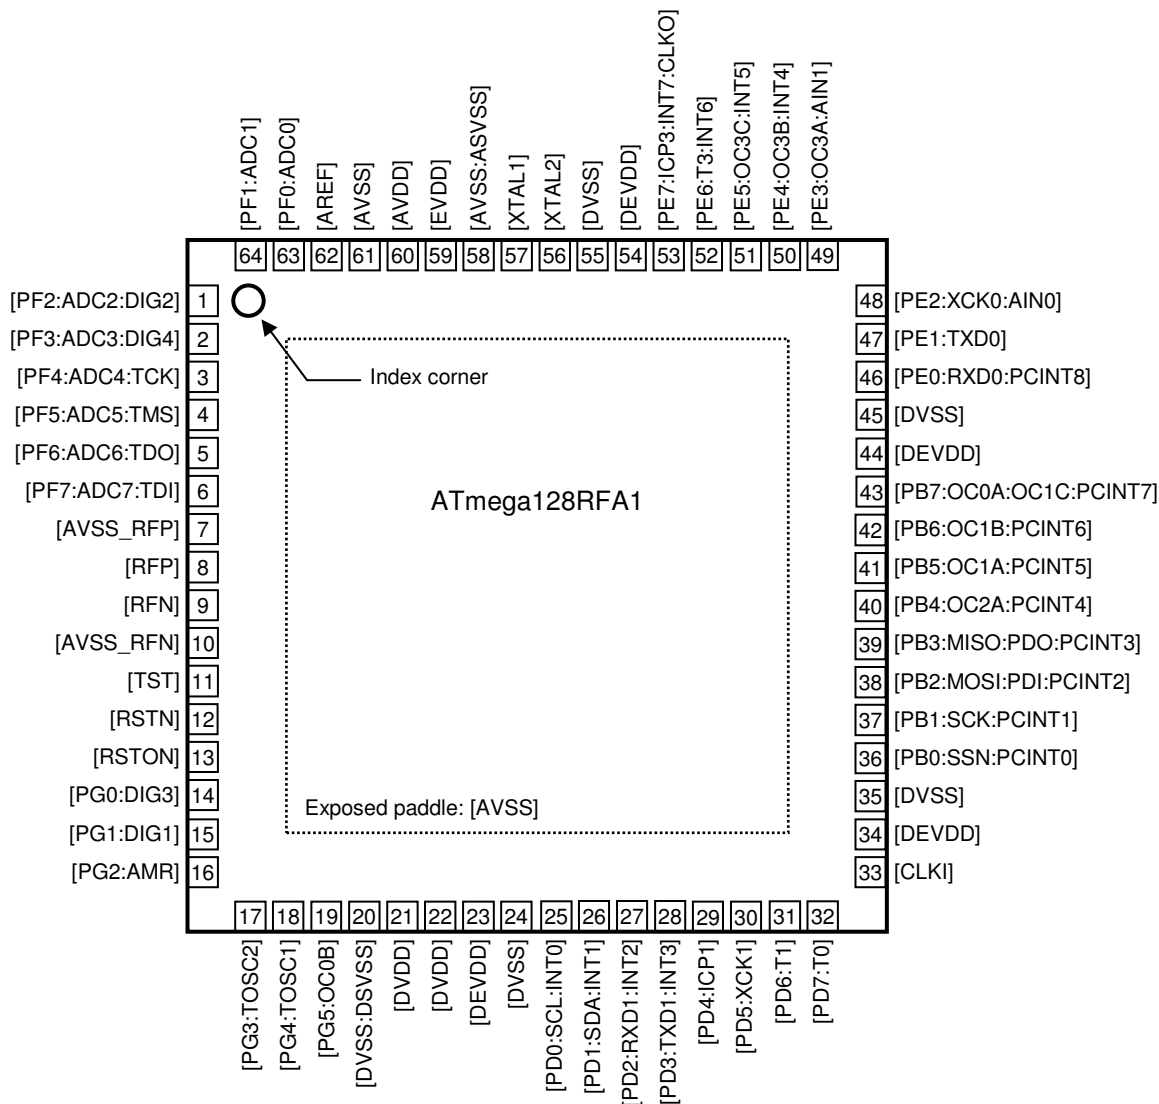 [PF1:ADC1]
[PF0:ADC0]
[AREF]
[AVSS]
[AVDD]
[EVDD]
[AVSS:ASVSS]
[XTAL1]
[XTAL2]
[DVSS]
[DEVDD]
[PE7:ICP3:INT7:CLKO]
[PE6:T3:INT6]
[PE5:OC3C:INT5]
[PE4:OC3B:INT4]
[PE3:OC3A:AIN1]
64 63 62 61 60 59 58 57 56 55 54 53 52 51 50 49
[PF2:ADC2:DIG2] 1
[PF3:ADC3:DIG4] 2
[PF4:ADC4:TCK] 3
[PF5:ADC5:TMS] 4
[PF6:ADC6:TDO] 5
[PF7:ADC7:TDI] 6
[AVSS_RFP] 7
[RFP] 8
[RFN] 9
[AVSS_RFN] 10
[TST] 11
[RSTN] 12
[RSTON] 13
[PG0:DIG3] 14
[PG1:DIG1] 15
[PG2:AMR] 16
Index corner
ATmega128RFA1
Exposed paddle: [AVSS]
48 [PE2:XCK0:AIN0]
47 [PE1:TXD0]
46 [PE0:RXD0:PCINT8]
45 [DVSS]
44 [DEVDD]
43 [PB7:OC0A:OC1C:PCINT7]
42 [PB6:OC1B:PCINT6]
41 [PB5:OC1A:PCINT5]
40 [PB4:OC2A:PCINT4]
39 [PB3:MISO:PDO:PCINT3]
38 [PB2:MOSI:PDI:PCINT2]
37 [PB1:SCK:PCINT1]
36 [PB0:SSN:PCINT0]
35 [DVSS]
34 [DEVDD]
33 [CLKI]
17 18 19 20 21 22 23 24 25 26 27 28 29 30 31 32
[PG3:TOSC2]
[PG4:TOSC1]
[PG5:OC0B]
[DVSS:DSVSS]
[DVDD]
[DVDD]
[DEVDD]
[DVSS]
[PD0:SCL:INT0]
[PD1:SDA:INT1]
[PD2:RXD1:INT2]
[PD3:TXD1:INT3]
[PD4:ICP1]
[PD5:XCK1]
[PD6:T1]
[PD7:T0]